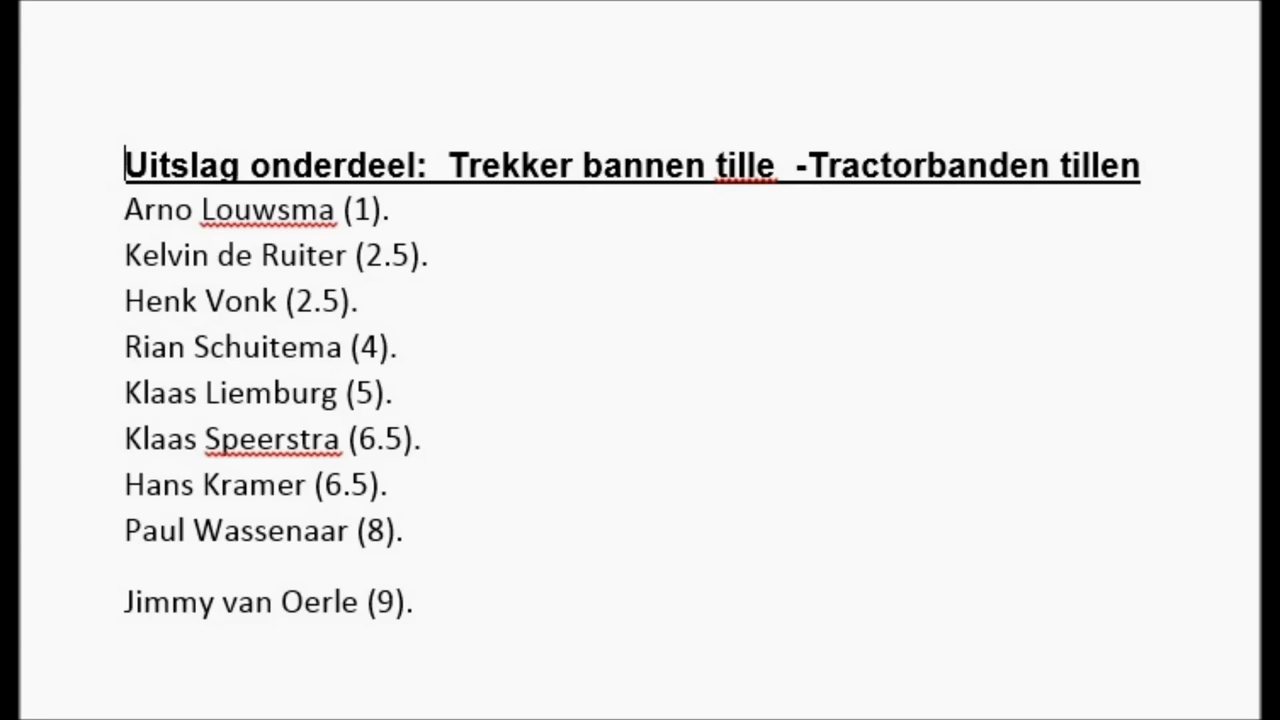 Uitslag onderdeel:  Trekker bannen tille  -Tractorbanden tillen
Arno Louwsma (1).
Kelvin de Ruiter (2.5).
Henk Vonk (2.5).
Rian Schuitema (4).
Klaas Liemburg (5).
Klaas Speerstra (6.5).
Hans Kramer (6.5).
Paul Wassenaar (8).
Jimmy van Oerle (9).